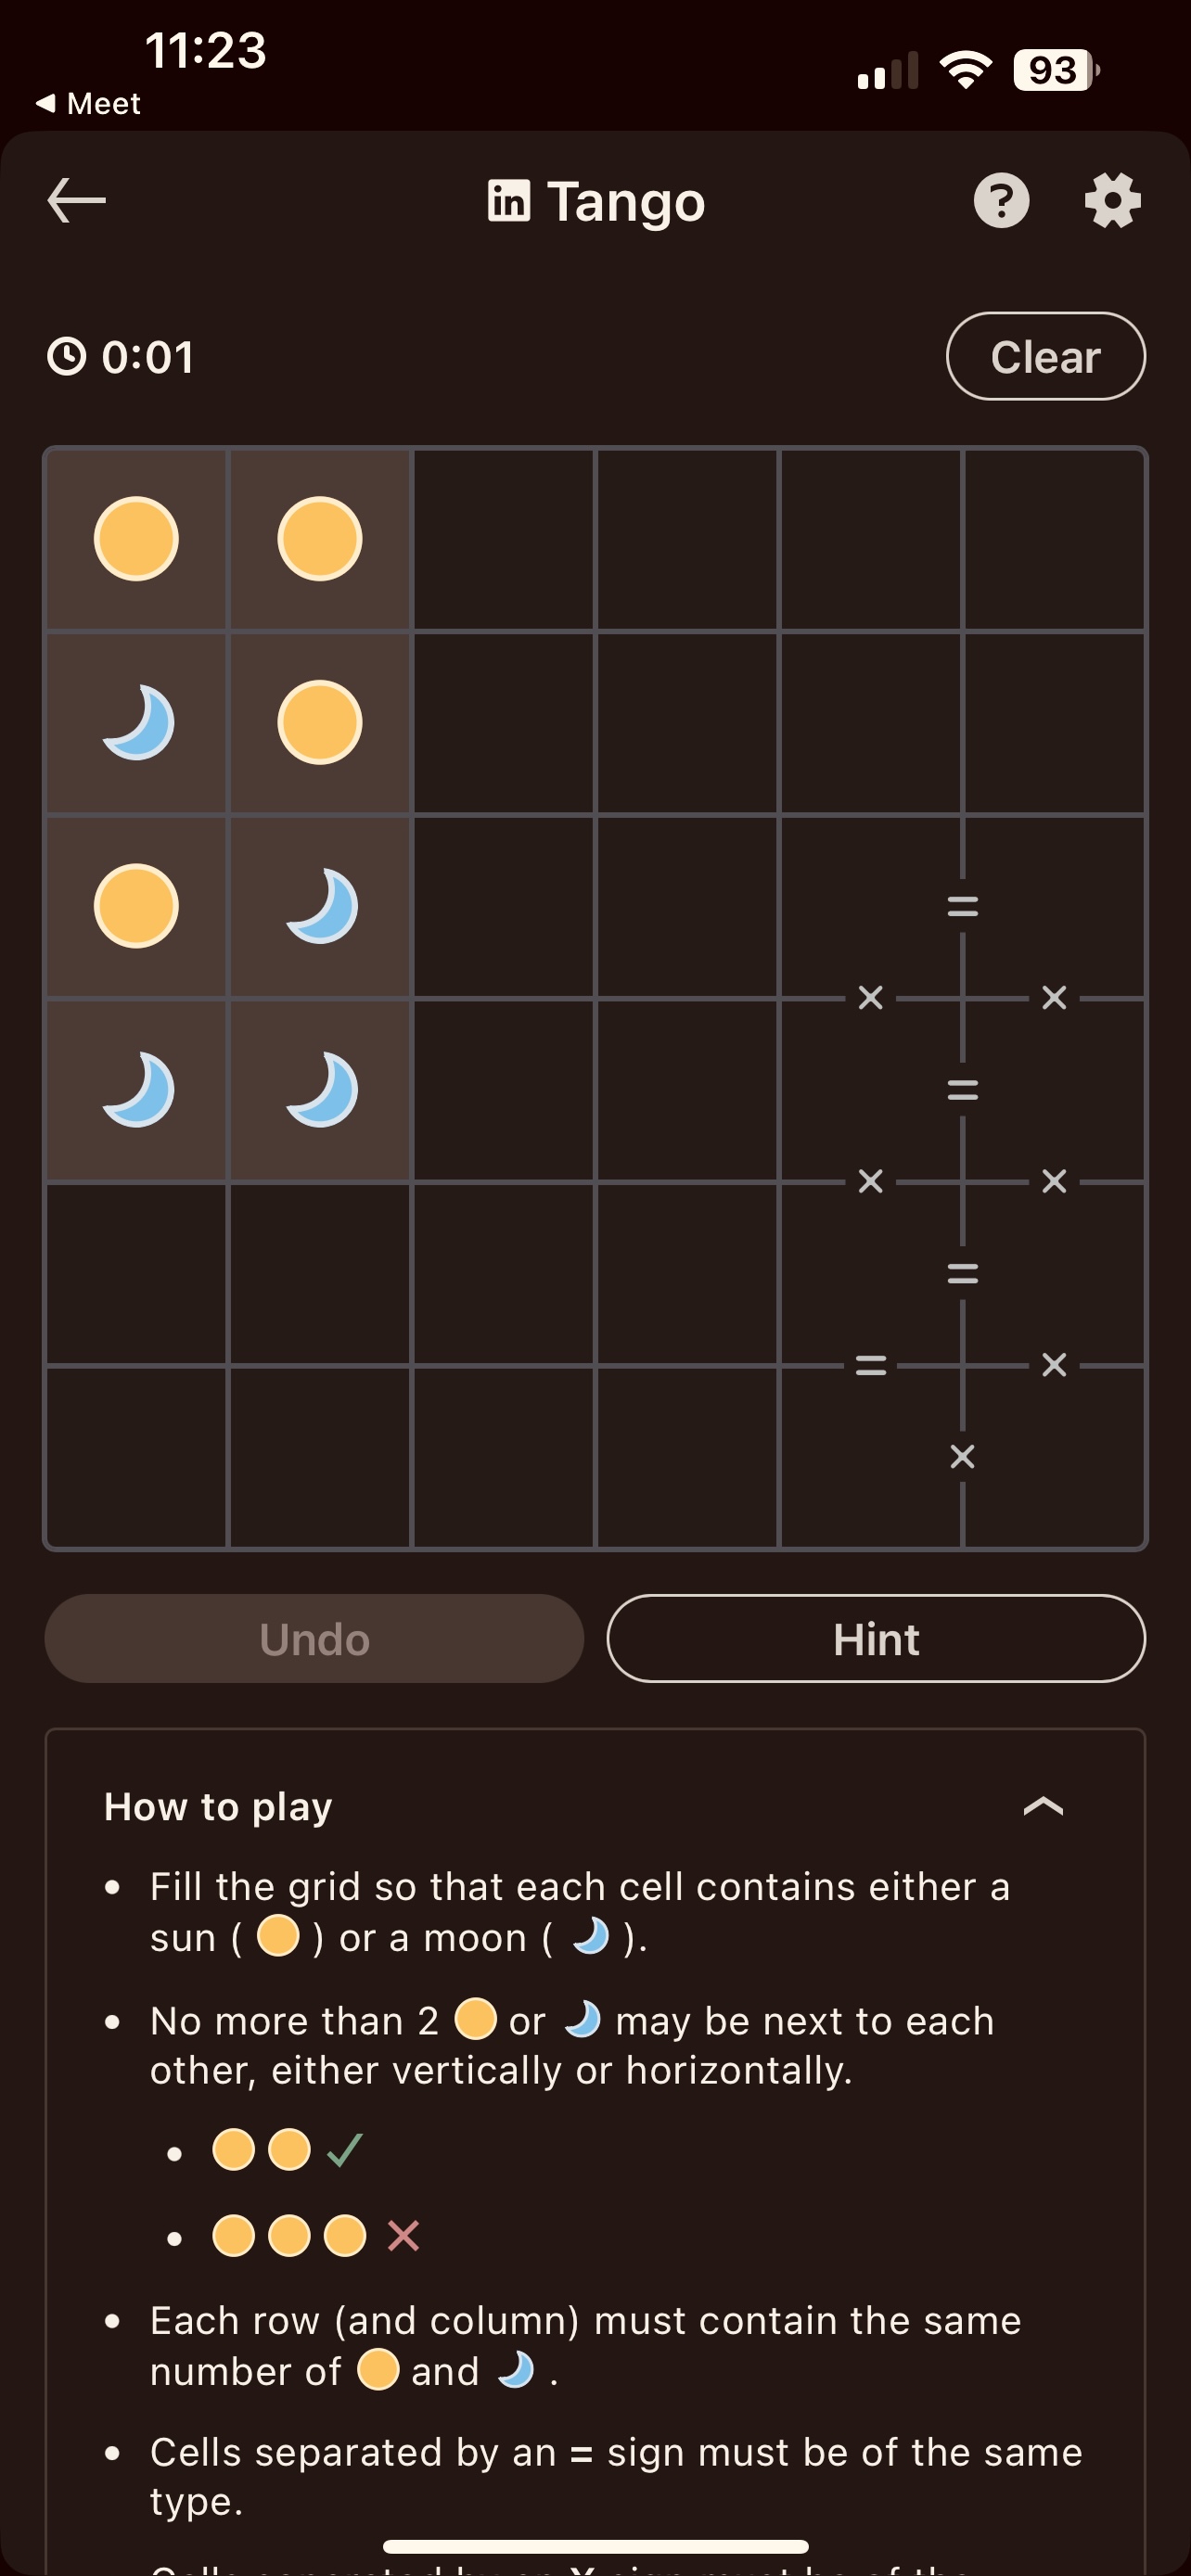 11:23
93
Meet
in Tango
?
0:01
Clear
=
× ×
=
× ×
=
= ×
×
Undo
Hint
How to play
• Fill the grid so that each cell contains either a
sun ( ) or a moon ( ).
• No more than 2 or may be next to each
other, either vertically or horizontally.
• Each row (and column) must contain the same
number of and .
• Cells separated by an = sign must be of the same
type.